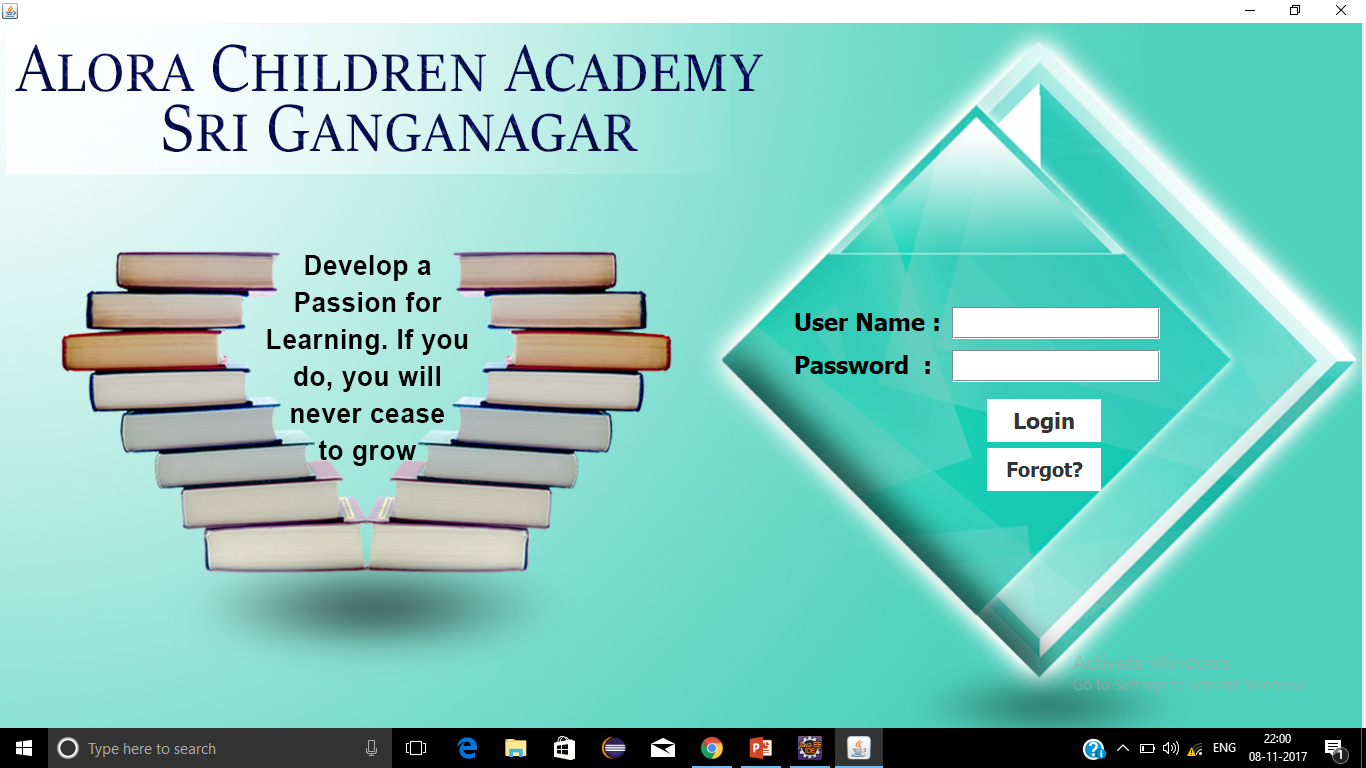 ALORA CHILDREN ACADEMY
SRI GANGANAGAR
Develop a
Passion for
Learning. If you
do, you will
never cease
to grow
User Name :
Password :
Login
Forgot?
Activate Windows
Go to Settings to activate Windows.
Type here to search
ENG
22:00
08-11-2017
1